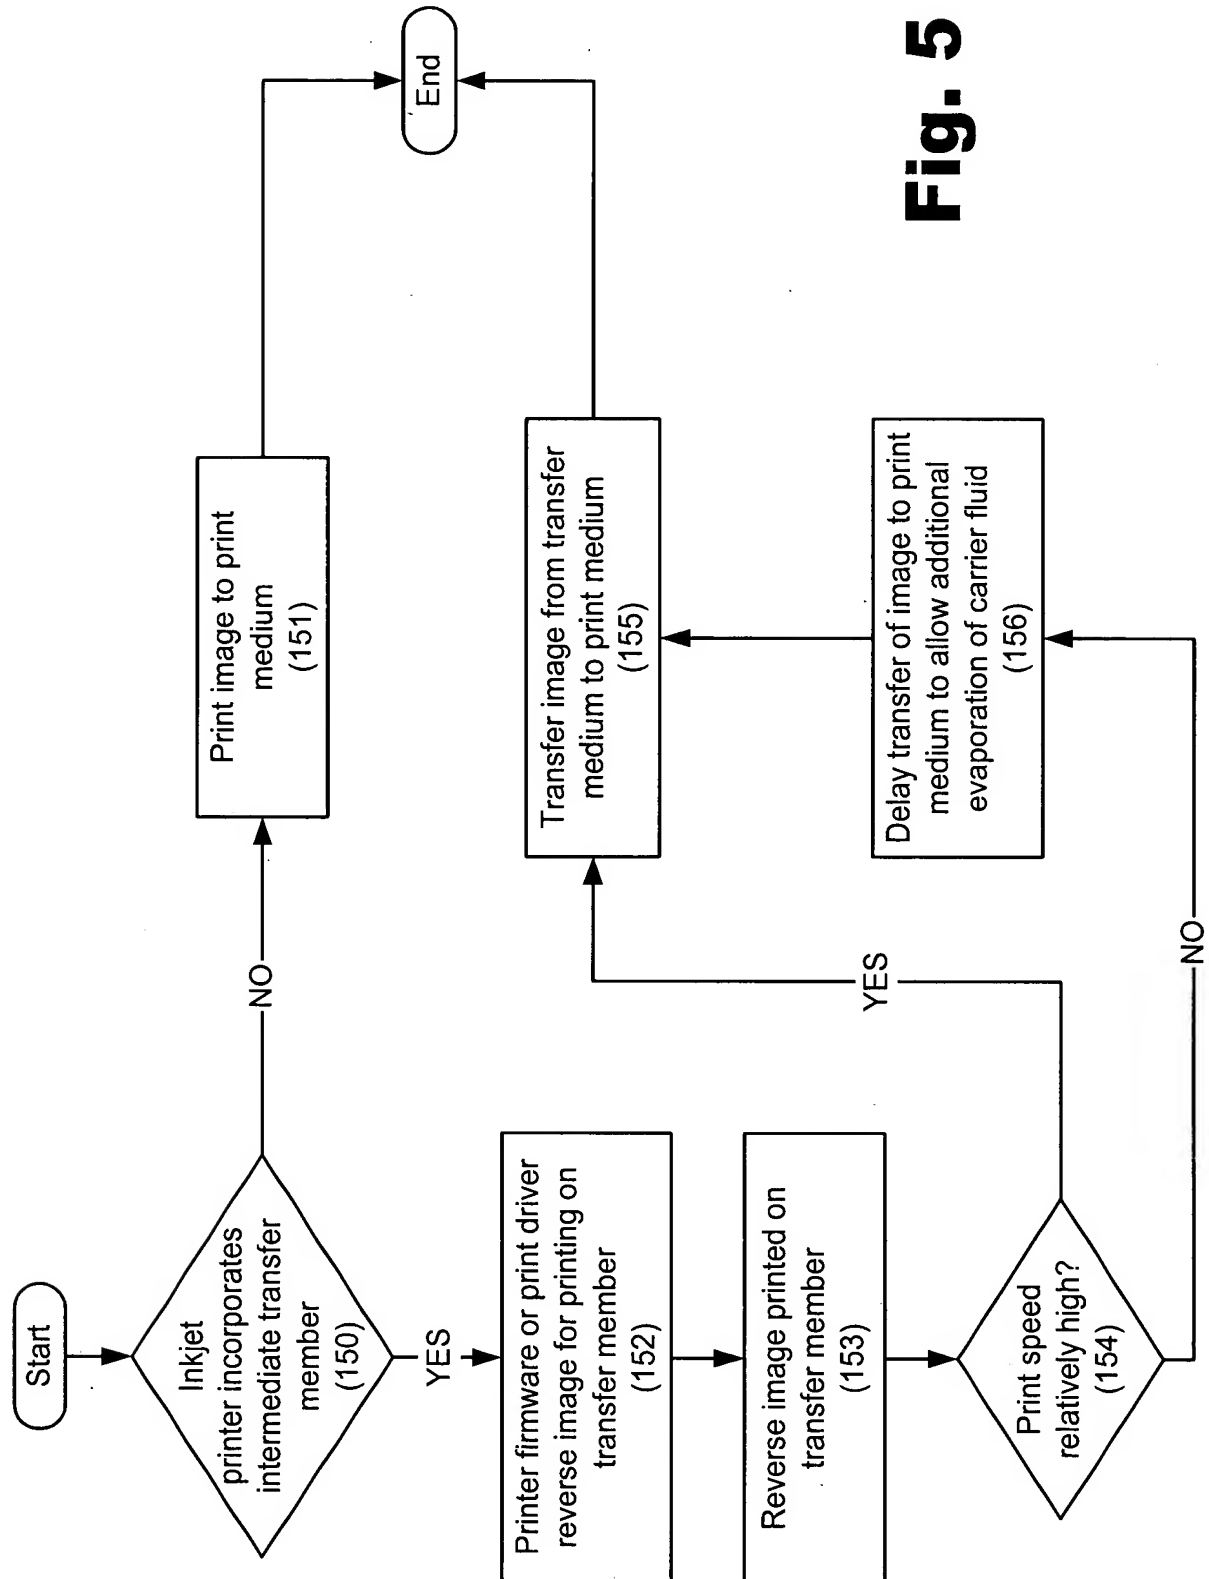 Start
Inkjet
printer incorporates
intermediate transfer
member
(150)
NO
Print image to print
medium
(151)
End
YES
Printer firmware or print driver
reverse image for printing on
transfer member
(152)
Reverse image printed on
transfer member
(153)
Print speed
relatively high?
(154)
YES
Transfer image from transfer
medium to print medium
(155)
NO
Delay transfer of image to print
medium to allow additional
evaporation of carrier fluid
(156)
Fig. 5